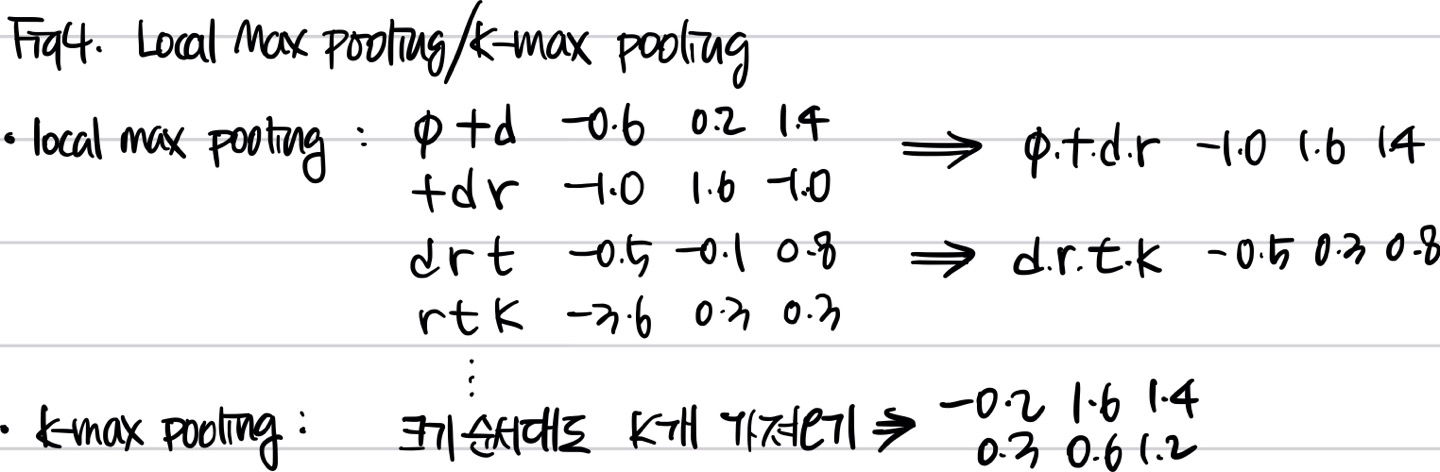 Fig4. Local Max pooling/k-max pooling
• local max pooling : ϕ t d -0.6 0.2 1.4 ⇒ ϕ.t.d.r -1.0 1.6 1.4
t d r -1.0 1.6 -1.0
d r t -0.5 -0.1 0.8 ⇒ d.r.t.k -0.5 0.3 0.8
r t k -3.6 0.3 0.3
⋮
• k-max pooling : 크기순서대로 K개 가져오기 ⇒ -0.2 1.6 1.4
0.3 0.6 1.2